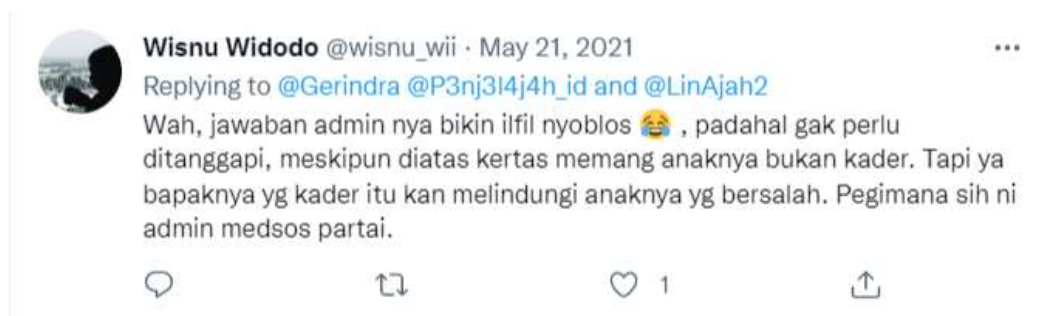 Wisnu Widodo @wisnu_wii · May 21, 2021
Replying to @Gerindra @P3nj3l4j4h_id and @LinAjah2
Wah, jawaban admin nya bikin ilfil nyoblos 😂 , padahal gak perlu
ditanggapi, meskipun diatas kertas memang anaknya bukan kader. Tapi ya
bapaknya yg kader itu kan melindungi anaknya yg bersalah. Pegimana sih ni
admin medsos partai.
1